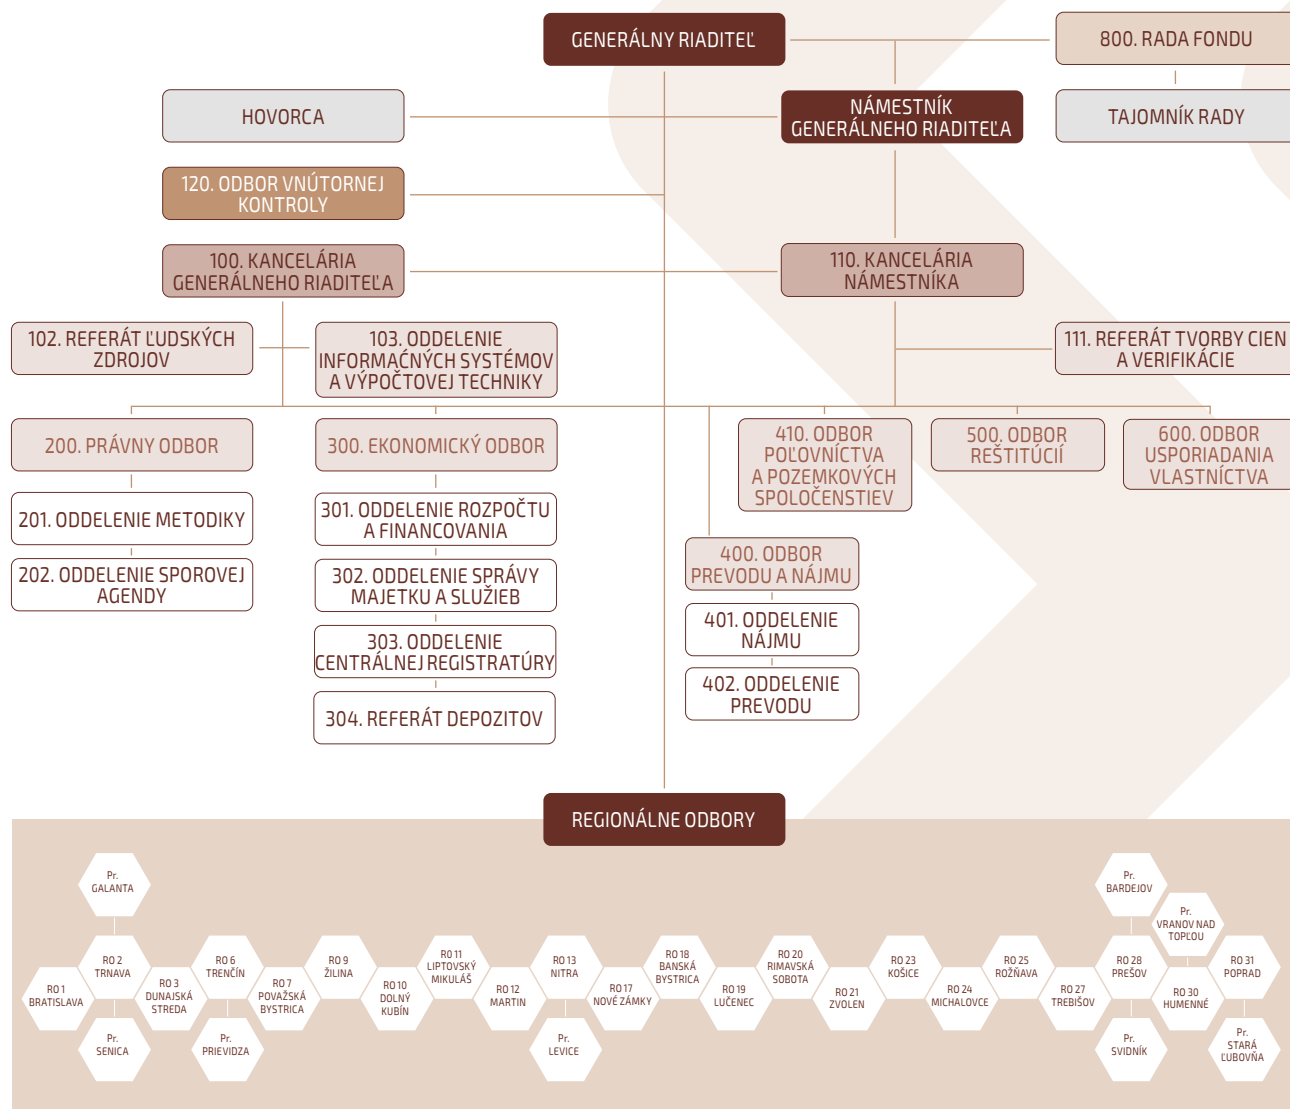 GENERÁLNY RIADITEĽ
800. RADA FONDU
HOVORCA
NÁMESTNÍK
GENERÁLNEHO RIADITEĽA
TAJOMNÍK RADY
120. ODBOR VNÚTORNEJ
KONTROLY
100. KANCELÁRIA
GENERÁLNEHO RIADITEĽA
110. KANCELÁRIA
NÁMESTNÍKA
102. REFERÁT ĽUDSKÝCH
ZDROJOV
103. ODDELENIE
INFORMAĆNÝCH SYSTÉMOV
A VÝPOČTOVEJ TECHNIKY
111. REFERÁT TVORBY CIEN
A VERIFIKÁCIE
200. PRÁVNY ODBOR
300. EKONOMICKÝ ODBOR
410. ODBOR
POĽOVNÍCTVA
A POZEMKOVÝCH
SPOLOČENSTIEV
500. ODBOR
REŠTITÚCIÍ
600. ODBOR
USPORIADANIA
VLASTNÍCTVA
201. ODDELENIE METODIKY
301. ODDELENIE ROZPOČTU
A FINANCOVANIA
400. ODBOR
PREVODU A NÁJMU
202. ODDELENIE SPOROVEJ
AGENDY
302. ODDELENIE SPRÁVY
MAJETKU A SLUŽIEB
401. ODDELENIE
NÁJMU
303. ODDELENIE
CENTRÁLNEJ REGISTRATÚRY
402. ODDELENIE
PREVODU
304. REFERÁT DEPOZITOV
REGIONÁLNE ODBORY
Pr.
GALANTA
Pr.
BARDEJOV
Pr.
VRANOV NAD
TOPĽOU
RO 1
BRATISLAVA
RO 2
TRNAVA
RO 3
DUNAJSKÁ
STREDA
RO 6
TRENČÍN
RO 7
POVAŽSKÁ
BYSTRICA
RO 9
ŽILINA
RO 10
DOLNÝ
KUBÍN
RO 11
LIPTOVSKÝ
MIKULÁŠ
RO 12
MARTIN
RO 13
NITRA
RO 17
NOVÉ ZÁMKY
RO 18
BANSKÁ
BYSTRICA
RO 19
LUČENEC
RO 20
RIMAVSKÁ
SOBOTA
RO 21
ZVOLEN
RO 23
KOŠICE
RO 24
MICHALOVCE
RO 25
ROŽŇAVA
RO 27
TREBIŠOV
RO 28
PREŠOV
RO 30
HUMENNÉ
RO 31
POPRAD
Pr.
SENICA
Pr.
PRIEVIDZA
Pr.
LEVICE
Pr.
SVIDNÍK
Pr.
STARÁ
ĽUBOVŇA